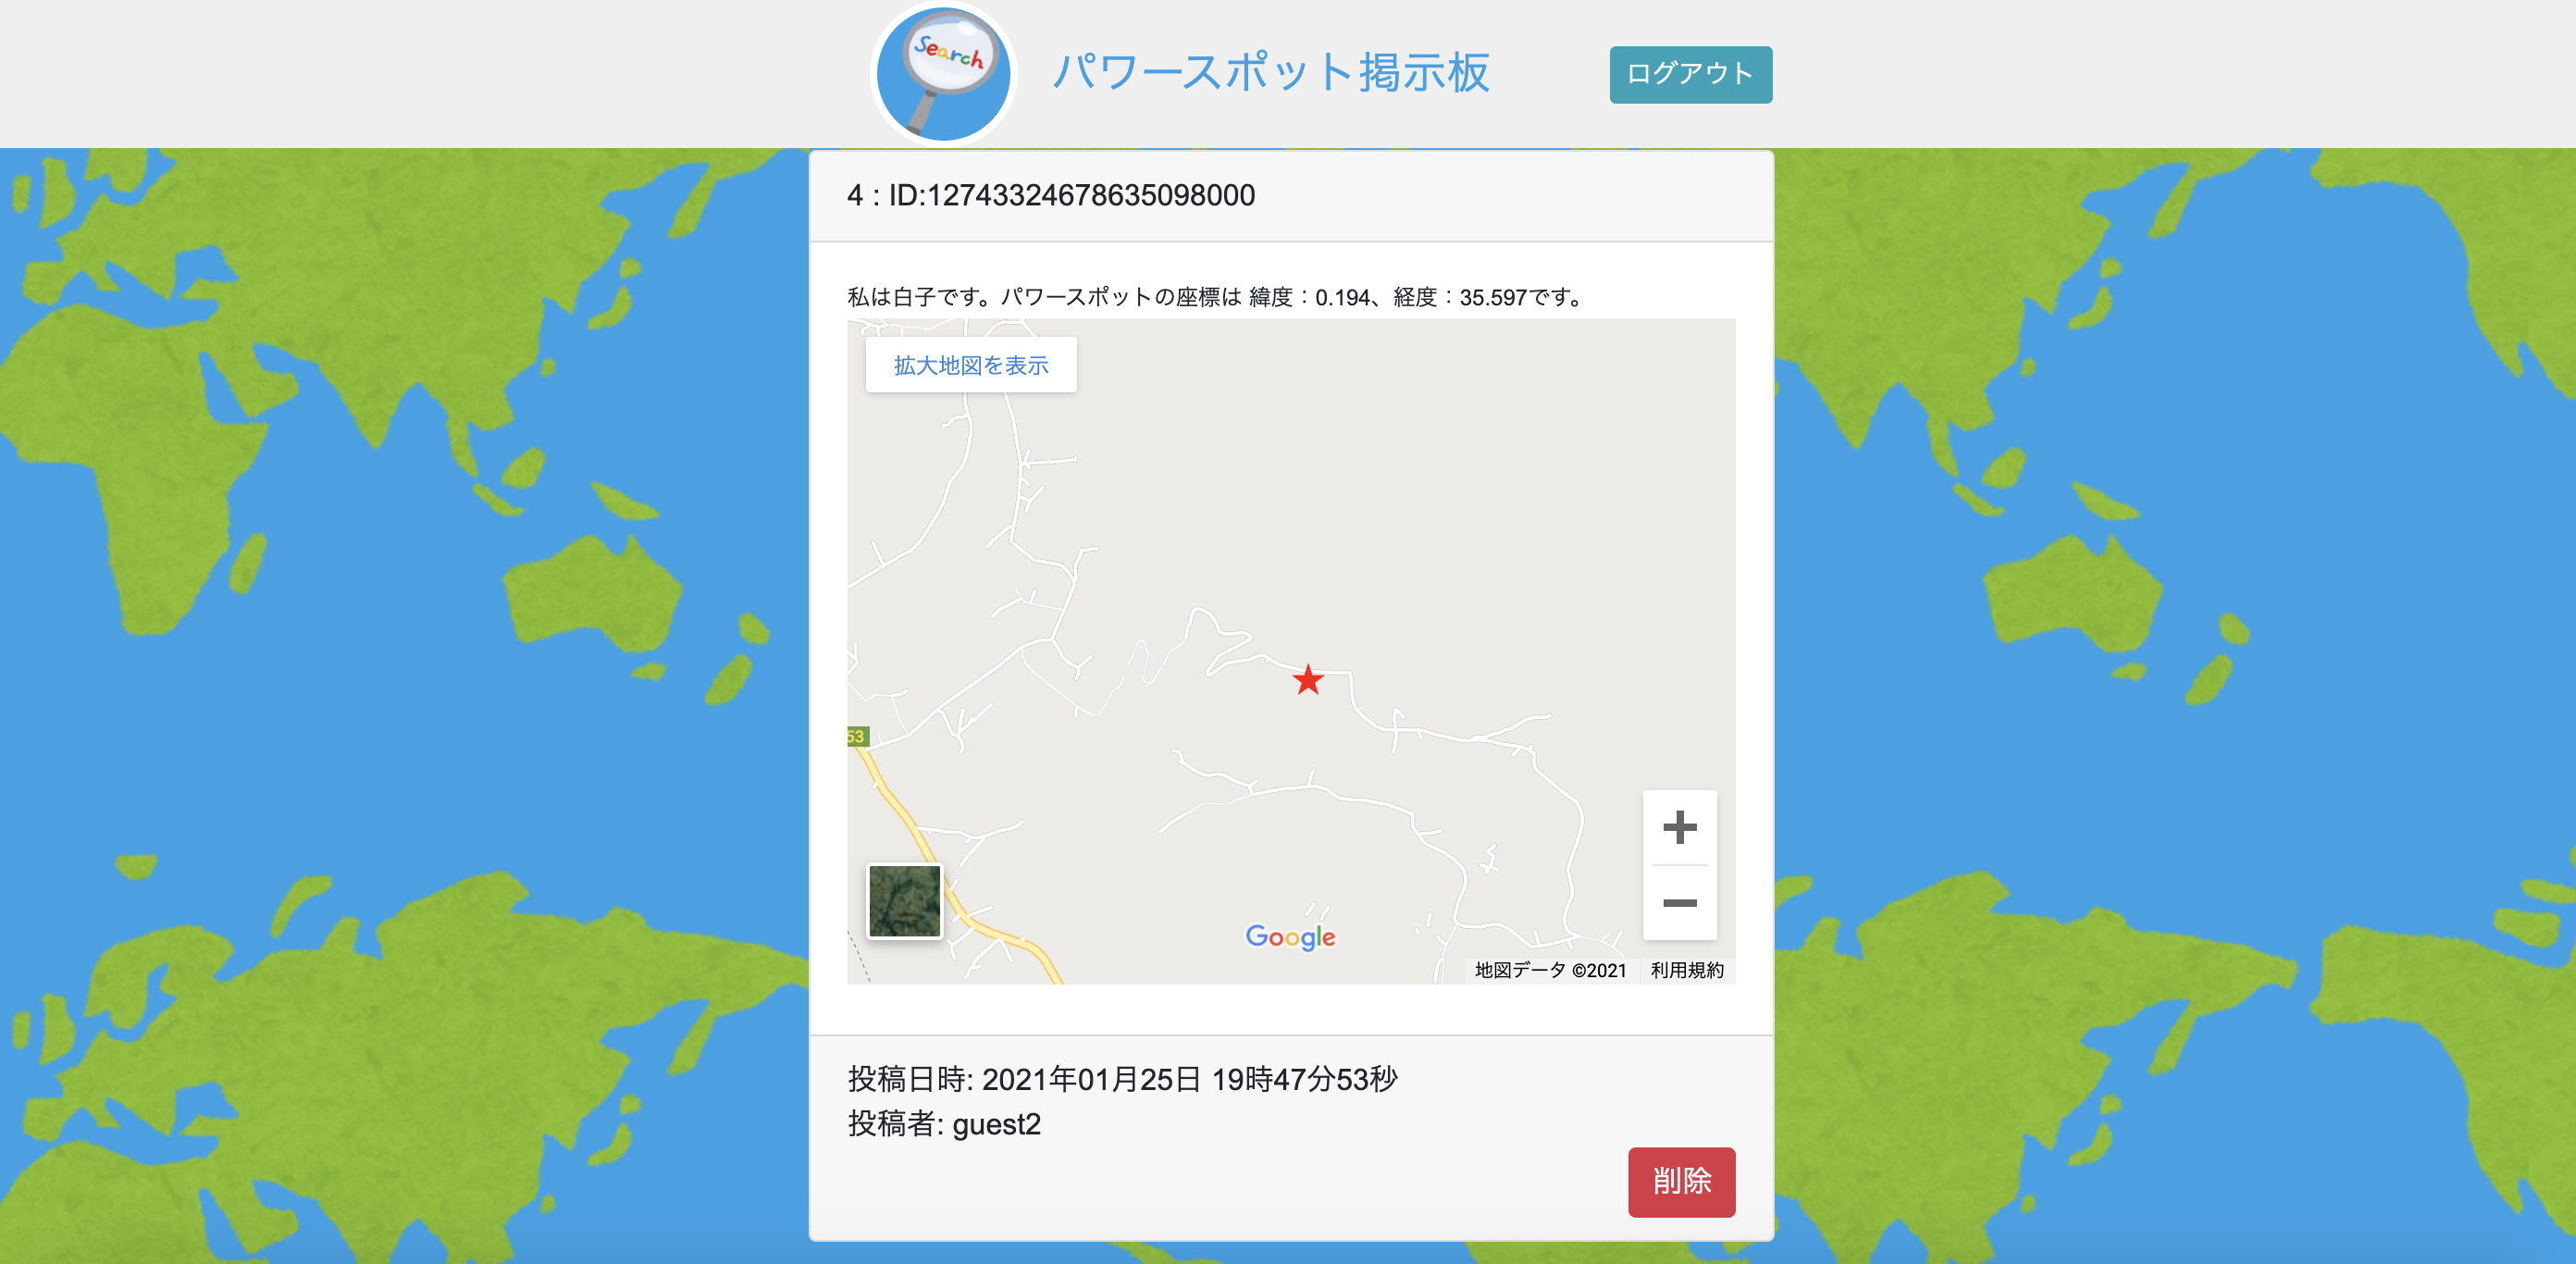 Search
パワースポット掲示板
ログアウト
4 : ID:12743324678635098000
私は白子です。パワースポットの座標は 緯度：0.194、経度：35.597です。
拡大地図を表示
53
+
−
Google
地図データ ©2021
利用規約
投稿日時: 2021年01月25日 19時47分53秒
投稿者: guest2
削除